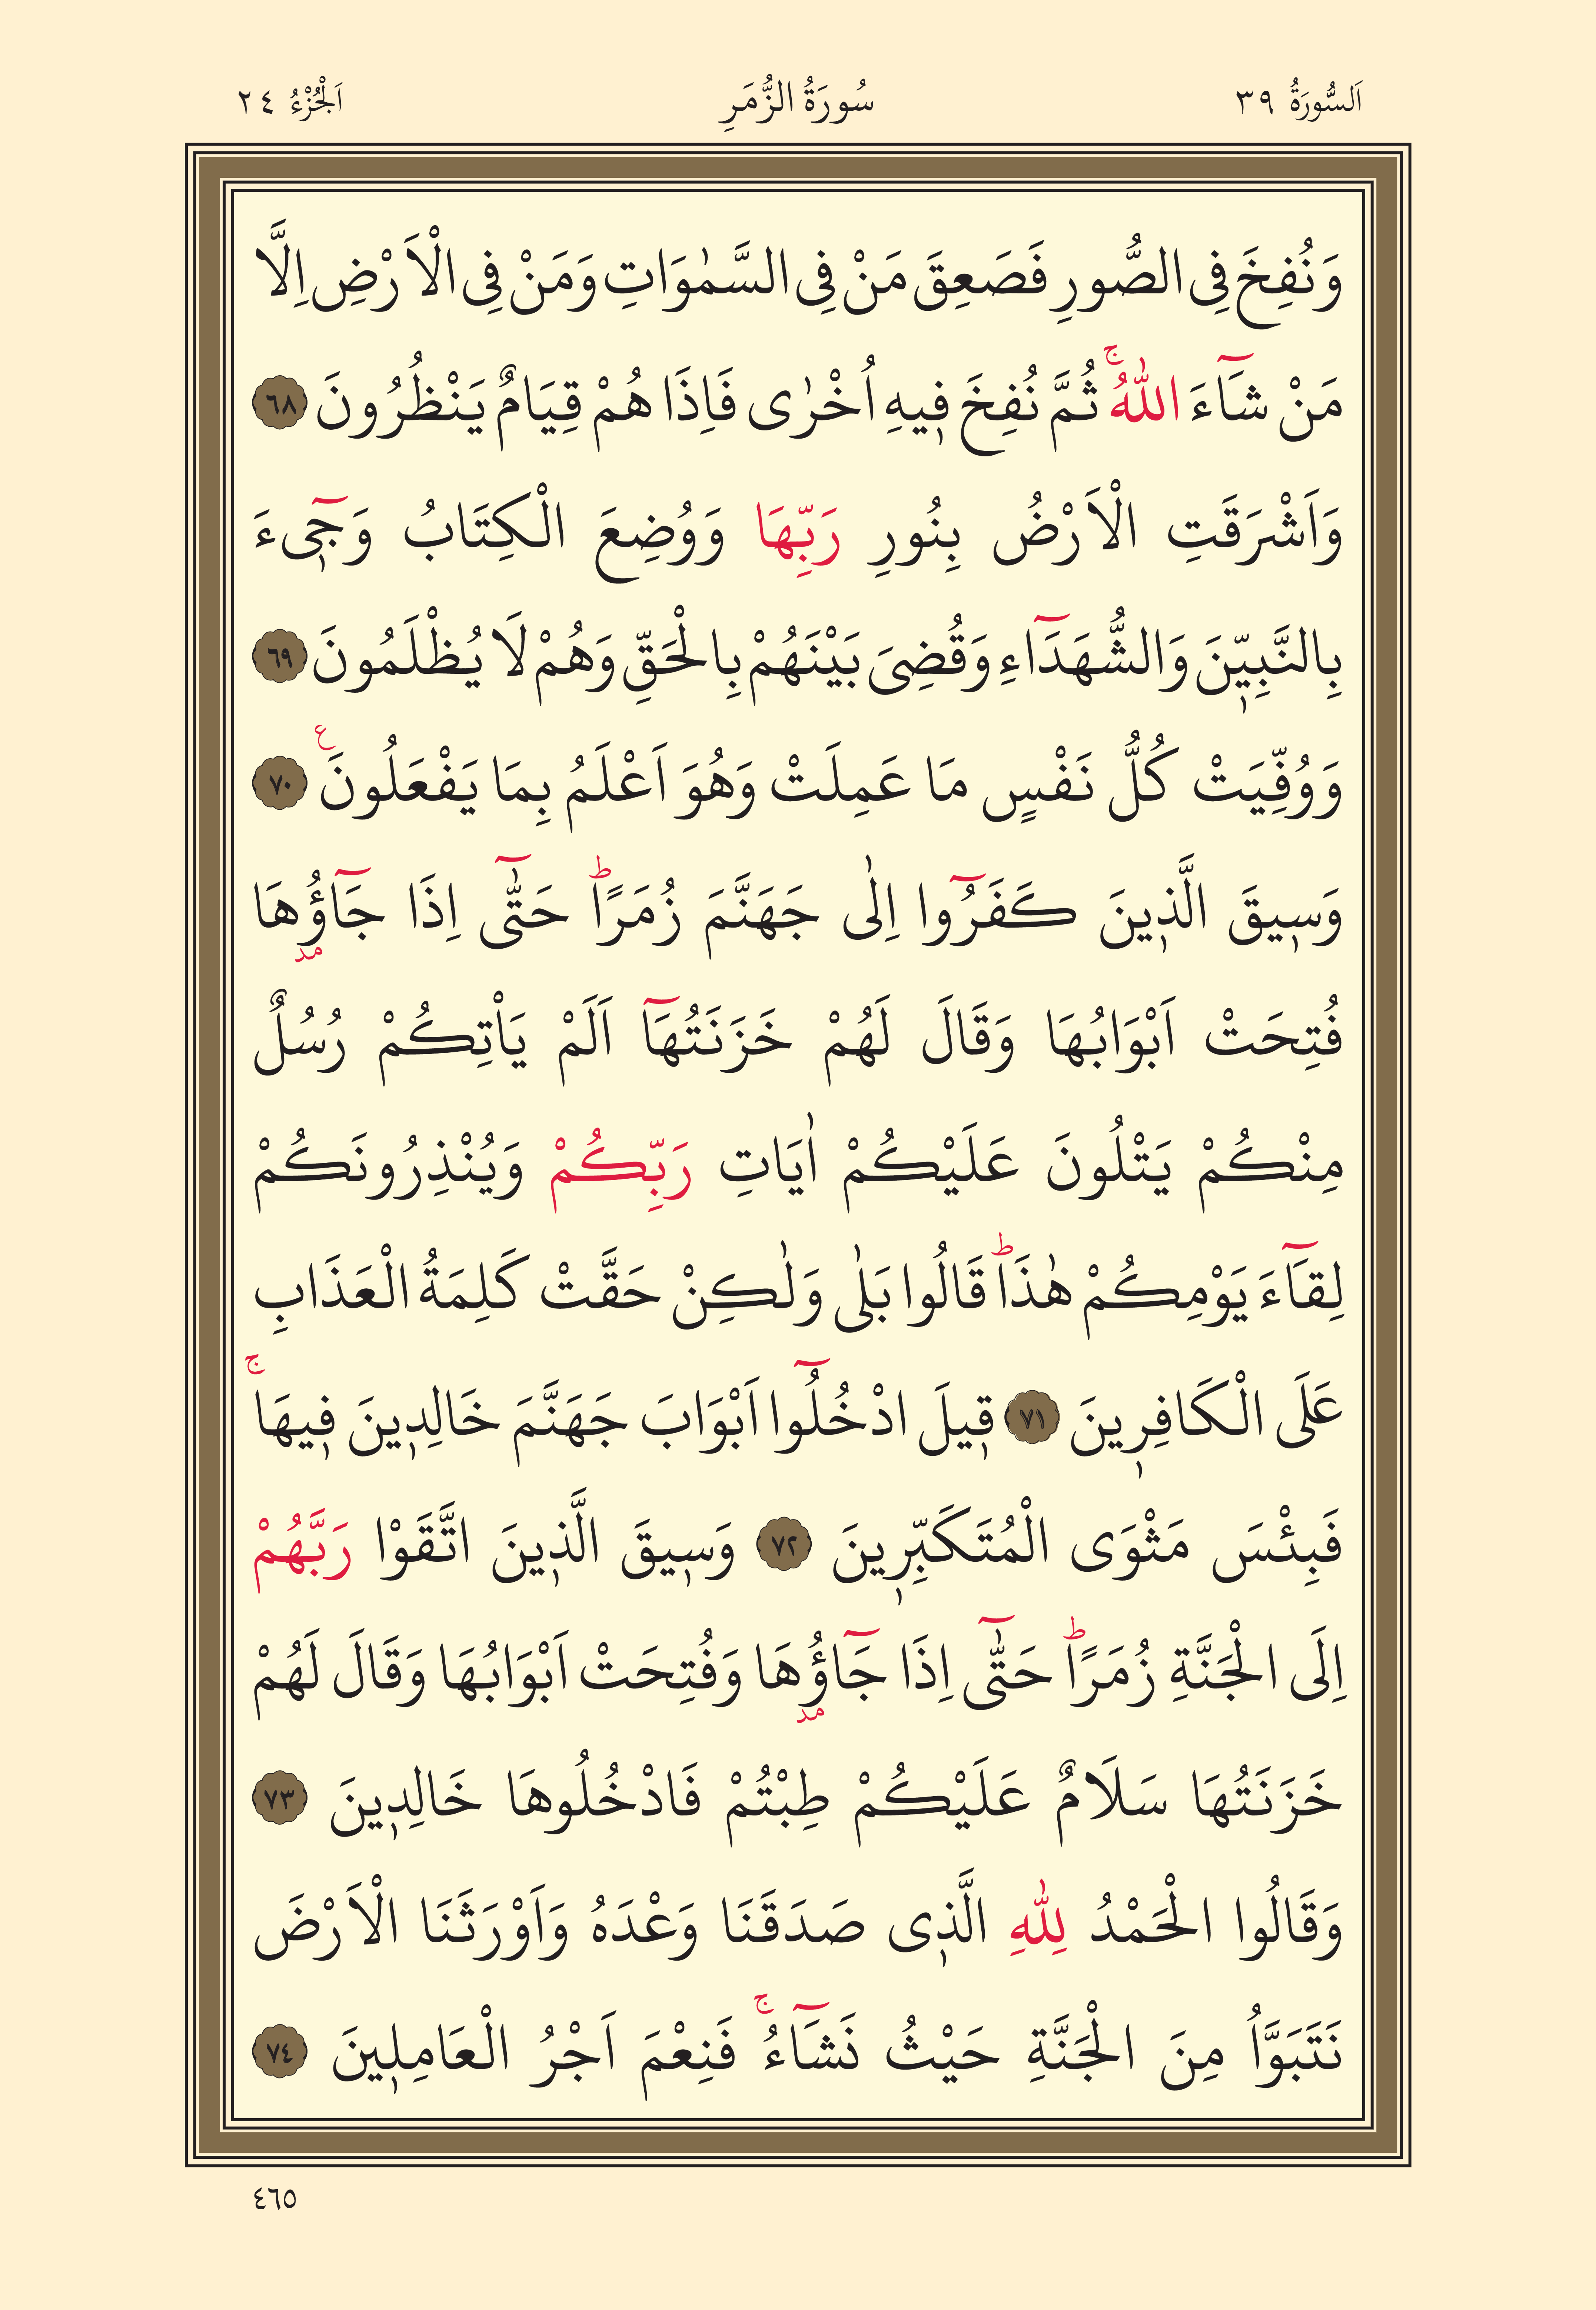 اَلسُّورَةُ ٣٩ سُورَةُ الزُّمَرِ اَلْجُزْءُ ٢٤
وَنُفِخَ فِى الصُّورِ فَصَعِقَ مَنْ فِى السَّمٰوَاتِ وَمَنْ فِى الْاَرْضِ اِلَّا
مَنْ شَٓاءَ اللّٰهُۚ ثُمَّ نُفِخَ ف۪يهِ اُخْرٰى فَاِذَا هُمْ قِيَامٌ يَنْظُرُونَ ٦٨
وَاَشْرَقَتِ الْاَرْضُ بِنُورِ رَبِّهَا وَوُضِعَ الْكِتَابُ وَج۪ٓىءَ
بِالنَّبِيّ۪نَ وَالشُّهَدَٓاءِ وَقُضِىَ بَيْنَهُمْ بِالْحَقِّ وَهُمْ لَا يُظْلَمُونَ ٦٩
وَوُفِّيَتْ كُلُّ نَفْسٍ مَا عَمِلَتْ وَهُوَ اَعْلَمُ بِمَا يَفْعَلُونَ۟ ٧٠
وَس۪يقَ الَّذ۪ينَ كَفَرُٓوا اِلٰى جَهَنَّمَ زُمَرًاۜ حَتّٰٓى اِذَا جَٓاؤُ۫هَا
فُتِحَتْ اَبْوَابُهَا وَقَالَ لَهُمْ خَزَنَتُهَٓا اَلَمْ يَاْتِكُمْ رُسُلٌ
مِنْكُمْ يَتْلُونَ عَلَيْكُمْ اٰيَاتِ رَبِّكُمْ وَيُنْذِرُونَكُمْ
لِقَٓاءَ يَوْمِكُمْ هٰذَاۜ قَالُوا بَلٰى وَلٰكِنْ حَقَّتْ كَلِمَةُ الْعَذَابِ
عَلَى الْكَافِر۪ينَ ٧١ ق۪يلَ ادْخُلُٓوا اَبْوَابَ جَهَنَّمَ خَالِد۪ينَ ف۪يهَاۚ
فَبِئْسَ مَثْوَى الْمُتَكَبِّر۪ينَ ٧٢ وَس۪يقَ الَّذ۪ينَ اتَّقَوْا رَبَّهُمْ
اِلَى الْجَنَّةِ زُمَرًاۜ حَتّٰٓى اِذَا جَٓاؤُ۫هَا وَفُتِحَتْ اَبْوَابُهَا وَقَالَ لَهُمْ
خَزَنَتُهَا سَلَامٌ عَلَيْكُمْ طِبْتُمْ فَادْخُلُوهَا خَالِد۪ينَ ٧٣
وَقَالُوا الْحَمْدُ لِلّٰهِ الَّذ۪ى صَدَقَنَا وَعْدَهُ وَاَوْرَثَنَا الْاَرْضَ
نَتَبَوَّاُ مِنَ الْجَنَّةِ حَيْثُ نَشَٓاءُۚ فَنِعْمَ اَجْرُ الْعَامِل۪ينَ ٧٤
٤٦٥